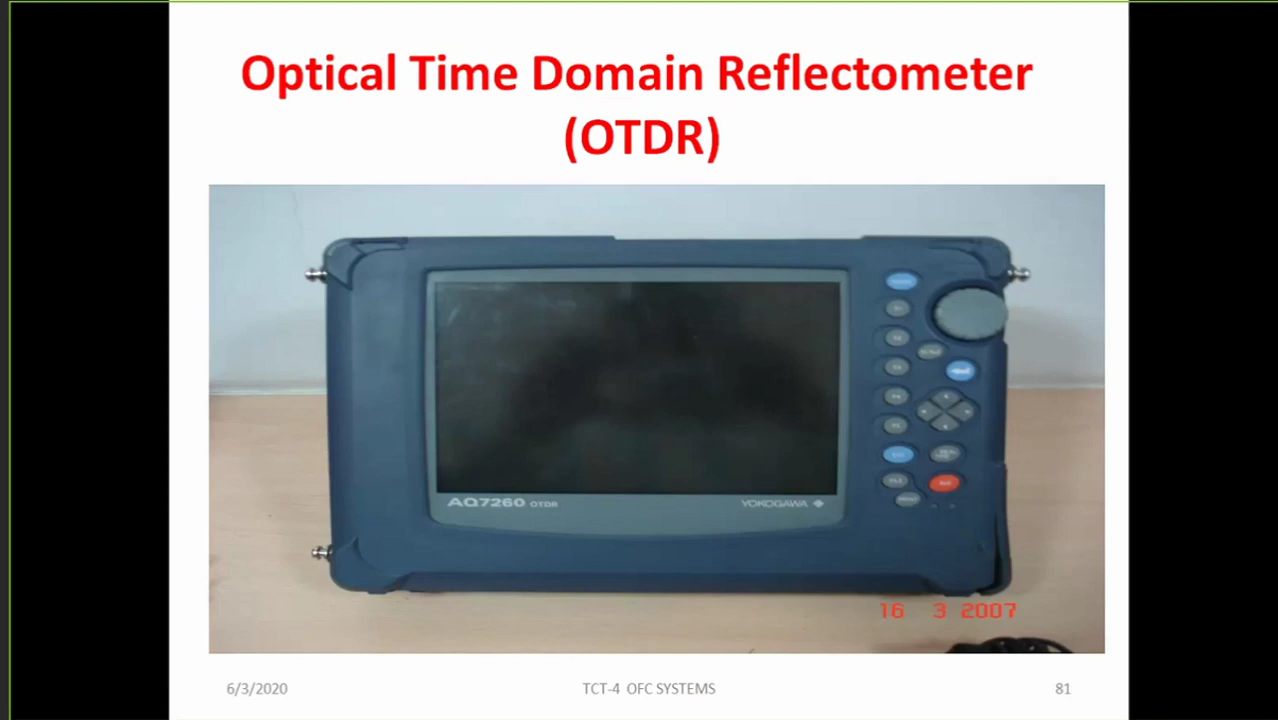 Optical Time Domain Reflectometer
(OTDR)
AQ7260 OTDR
YOKOGAWA
16 3 2007
6/3/2020
TCT-4 OFC SYSTEMS
81